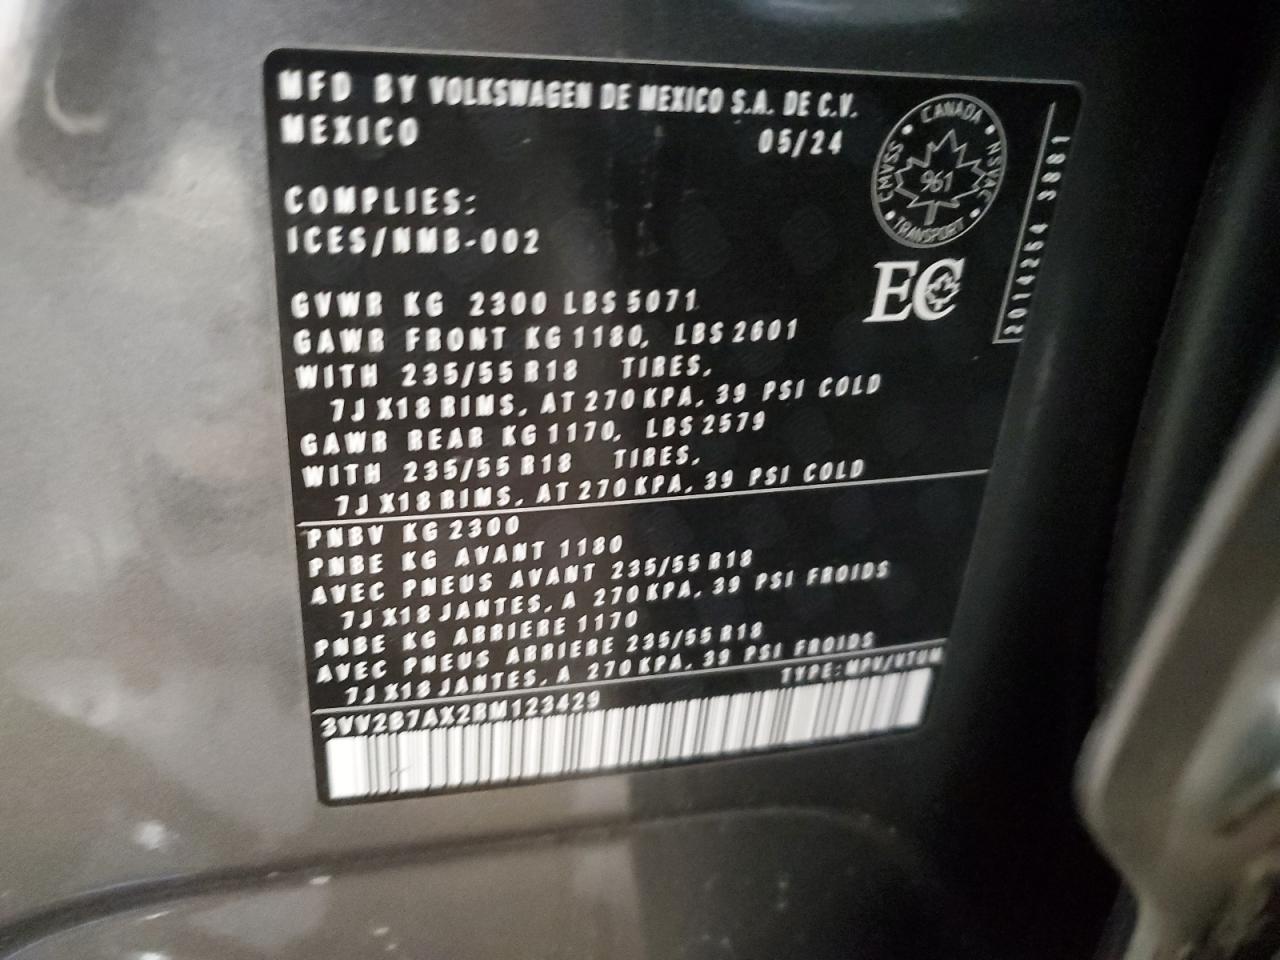 MFD BY VOLKSWAGEN DE MEXICO S.A. DE C.V.
MEXICO 05/24
COMPLIES:
ICES/NMB-002
CANADA
NSVAC
TRANSPORT
CMVSS
961
EC
2014254 3881
GVWR KG 2300 LBS 5071
GAWR FRONT KG 1180, LBS 2601
WITH 235/55 R18 TIRES,
7J X18 RIMS, AT 270 KPA, 39 PSI COLD
GAWR REAR KG 1170, LBS 2579
WITH 235/55 R18 TIRES,
7J X18 RIMS, AT 270 KPA, 39 PSI COLD
PNBV KG 2300
PNBE KG AVANT 1180
AVEC PNEUS AVANT 235/55 R18
7J X18 JANTES, A 270 KPA, 39 PSI FROIDS
PNBE KG ARRIERE 1170
AVEC PNEUS ARRIERE 235/55 R18
7J X18 JANTES, A 270 KPA, 39 PSI FROIDS
3VV2B7AX2RM123429 TYPE: MPV/VTUM